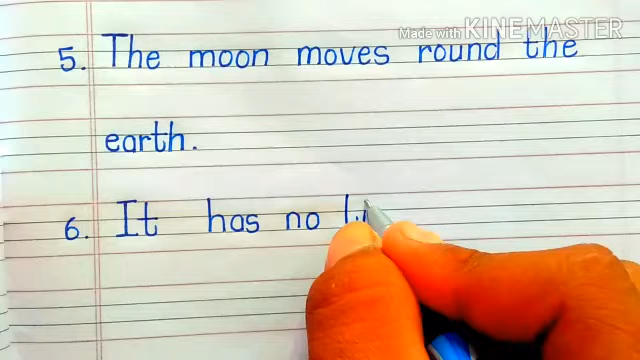 Made with KINEMASTER
5. The moon moves round the
earth.
6. It has no